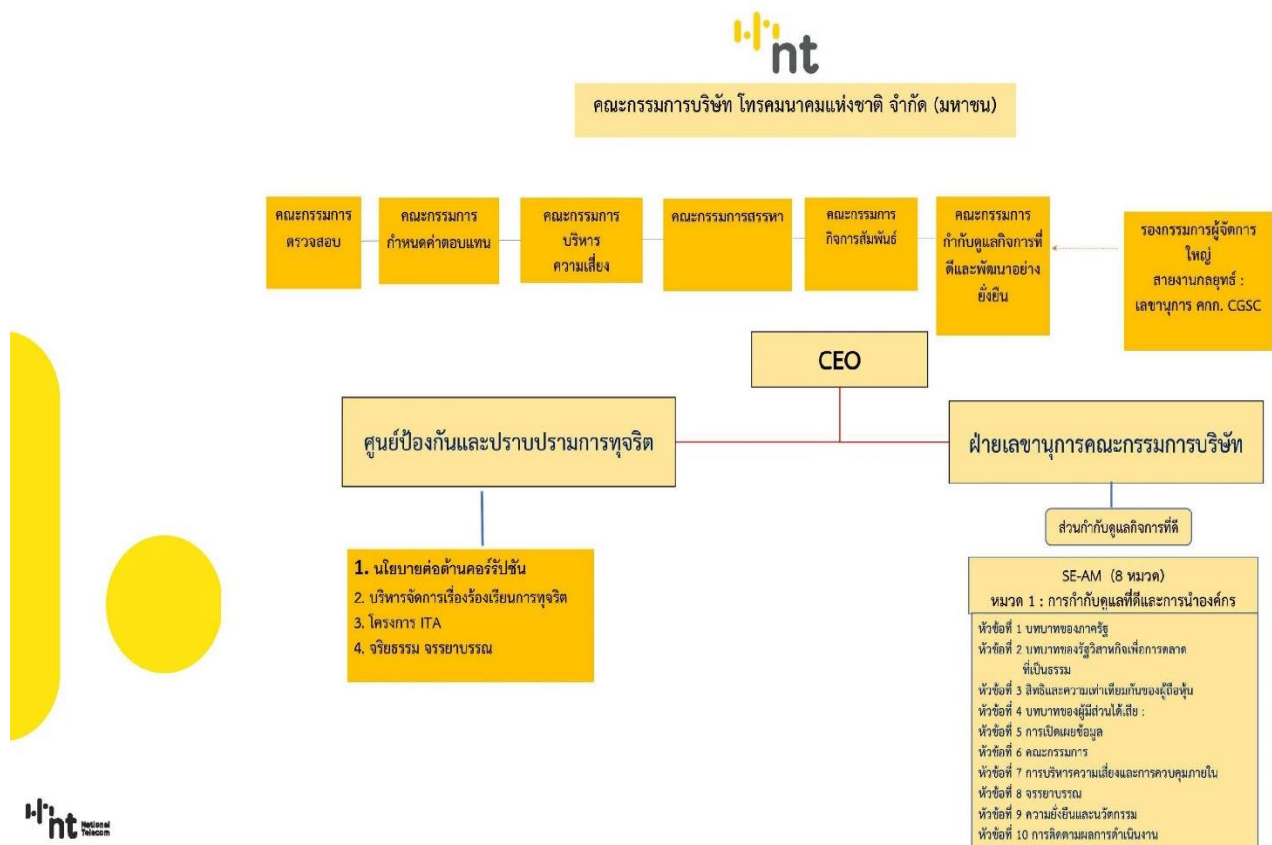 nt
คณะกรรมการบริษัท โทรคมนาคมแห่งชาติ จำกัด (มหาชน)
คณะกรรมการ
ตรวจสอบ
คณะกรรมการ
กำหนดค่าตอบแทน
คณะกรรมการ
บริหาร
ความเสี่ยง
คณะกรรมการสรรหา
คณะกรรมการ
กิจการสัมพันธ์
คณะกรรมการ
กำกับดูแลกิจการที่
ดีและพัฒนาอย่าง
ยั่งยืน
รองกรรมการผู้จัดการ
ใหญ่
สายงานกลยุทธ์ :
เลขานุการ คกก. CGSC
CEO
ศูนย์ป้องกันและปราบปรามการทุจริต
ฝ่ายเลขานุการคณะกรรมการบริษัท
1. นโยบายต่อต้านคอร์รัปชัน
2. บริหารจัดการเรื่องร้องเรียนการทุจริต
3. โครงการ ITA
4. จริยธรรม จรรยาบรรณ
ส่วนกำกับดูแลกิจการที่ดี
SE-AM (8 หมวด)
หมวด 1 : การกำกับดูแลที่ดีและการนำองค์กร
หัวข้อที่ 1 บทบาทของภาครัฐ
หัวข้อที่ 2 บทบาทของรัฐวิสาหกิจเพื่อการตลาด
ที่เป็นธรรม
หัวข้อที่ 3 สิทธิและความเท่าเทียมกันของผู้ถือหุ้น
หัวข้อที่ 4 บทบาทของผู้มีส่วนได้เสีย :
หัวข้อที่ 5 การเปิดเผยข้อมูล
หัวข้อที่ 6 คณะกรรมการ
หัวข้อที่ 7 การบริหารความเสี่ยงและการควบคุมภายใน
หัวข้อที่ 8 จรรยาบรรณ
หัวข้อที่ 9 ความยั่งยืนและนวัตกรรม
หัวข้อที่ 10 การติดตามผลการดำเนินงาน
nt National
Telecom